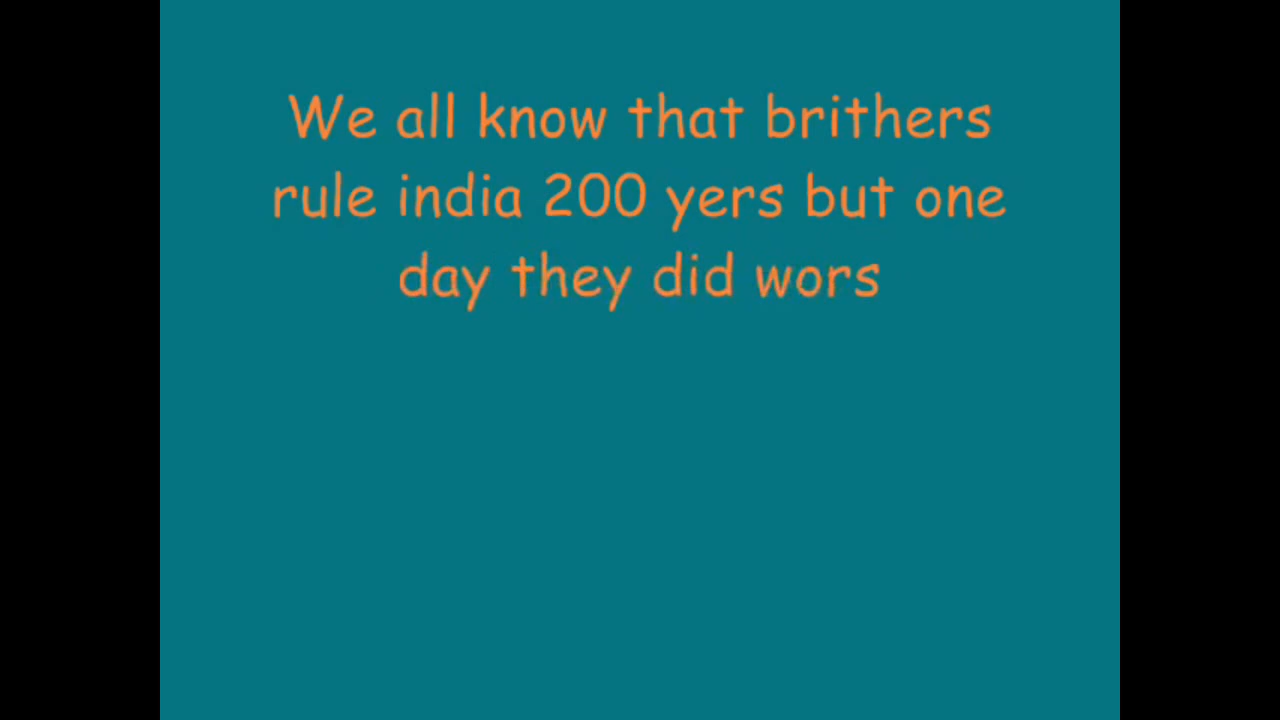 We all know that brithers
rule india 200 yers but one
day they did wors